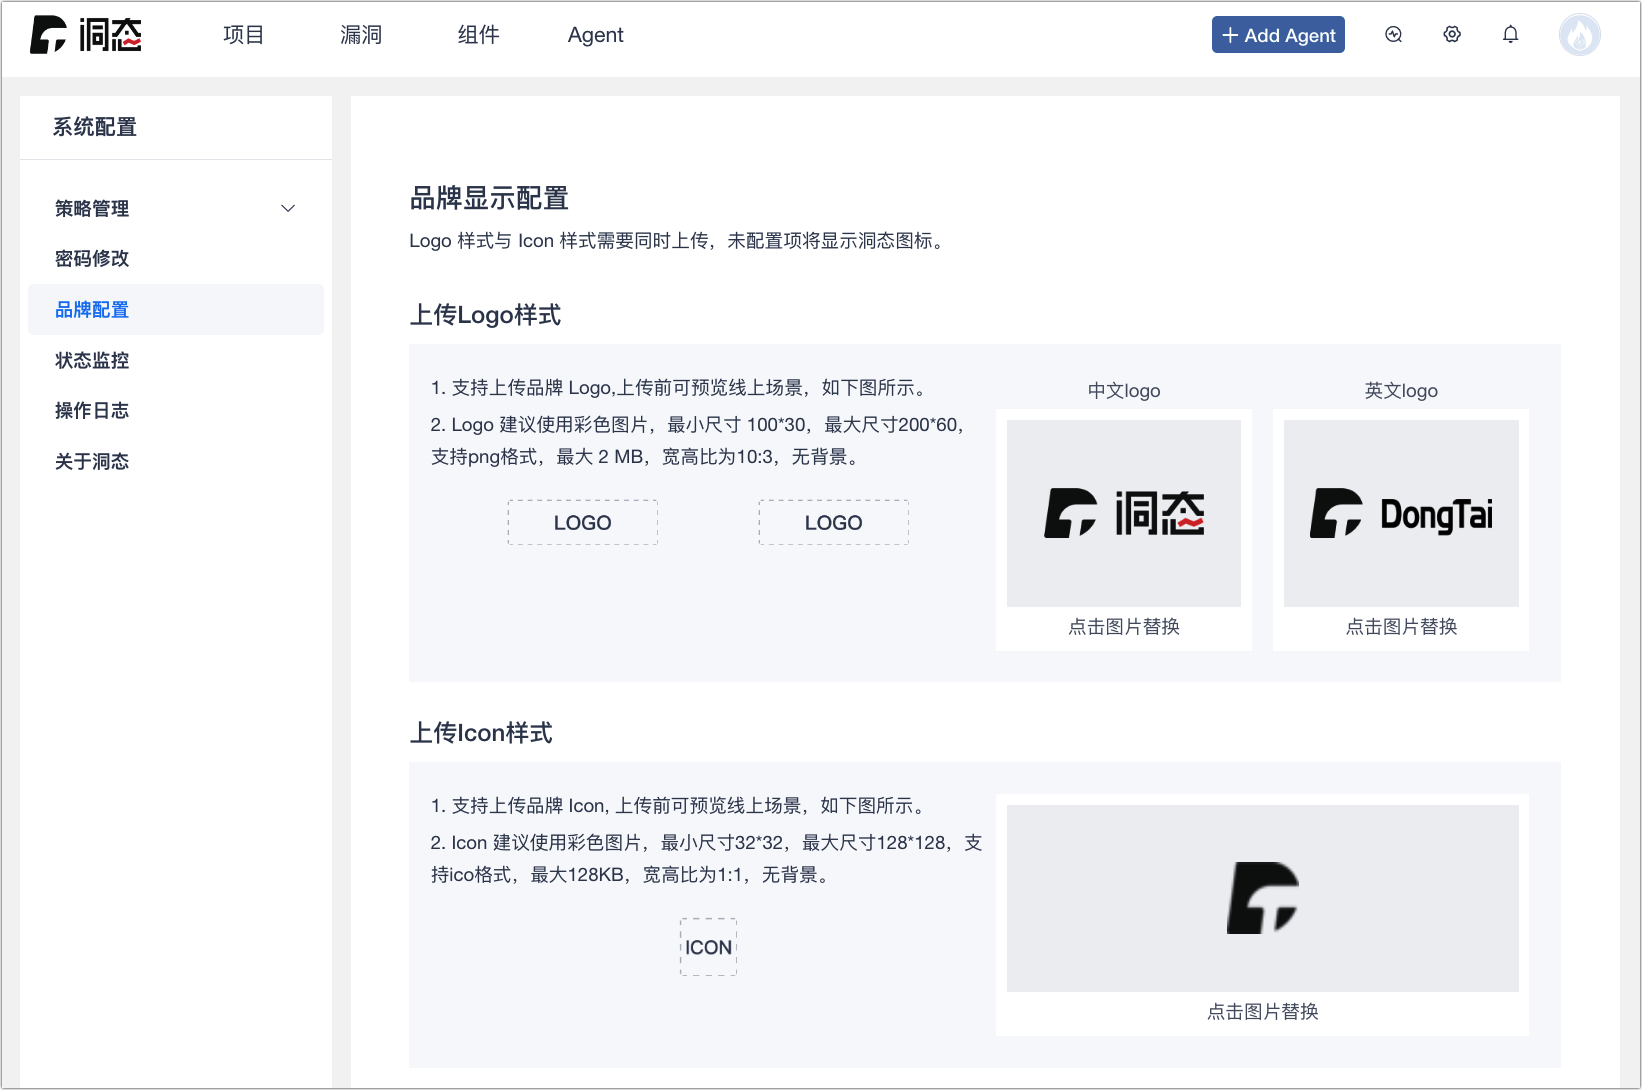 洞态
项目
漏洞
组件
Agent
+ Add Agent
系统配置
策略管理
密码修改
品牌配置
状态监控
操作日志
关于洞态
品牌显示配置
Logo 样式与 Icon 样式需要同时上传，未配置项将显示洞态图标。
上传Logo样式
1. 支持上传品牌 Logo,上传前可预览线上场景，如下图所示。
2. Logo 建议使用彩色图片，最小尺寸 100*30，最大尺寸200*60，
支持png格式，最大 2 MB，宽高比为10:3，无背景。
LOGO
LOGO
中文logo
洞态
点击图片替换
英文logo
DongTai
点击图片替换
上传Icon样式
1. 支持上传品牌 Icon, 上传前可预览线上场景，如下图所示。
2. Icon 建议使用彩色图片，最小尺寸32*32，最大尺寸128*128，支
持ico格式，最大128KB，宽高比为1:1，无背景。
ICON
点击图片替换